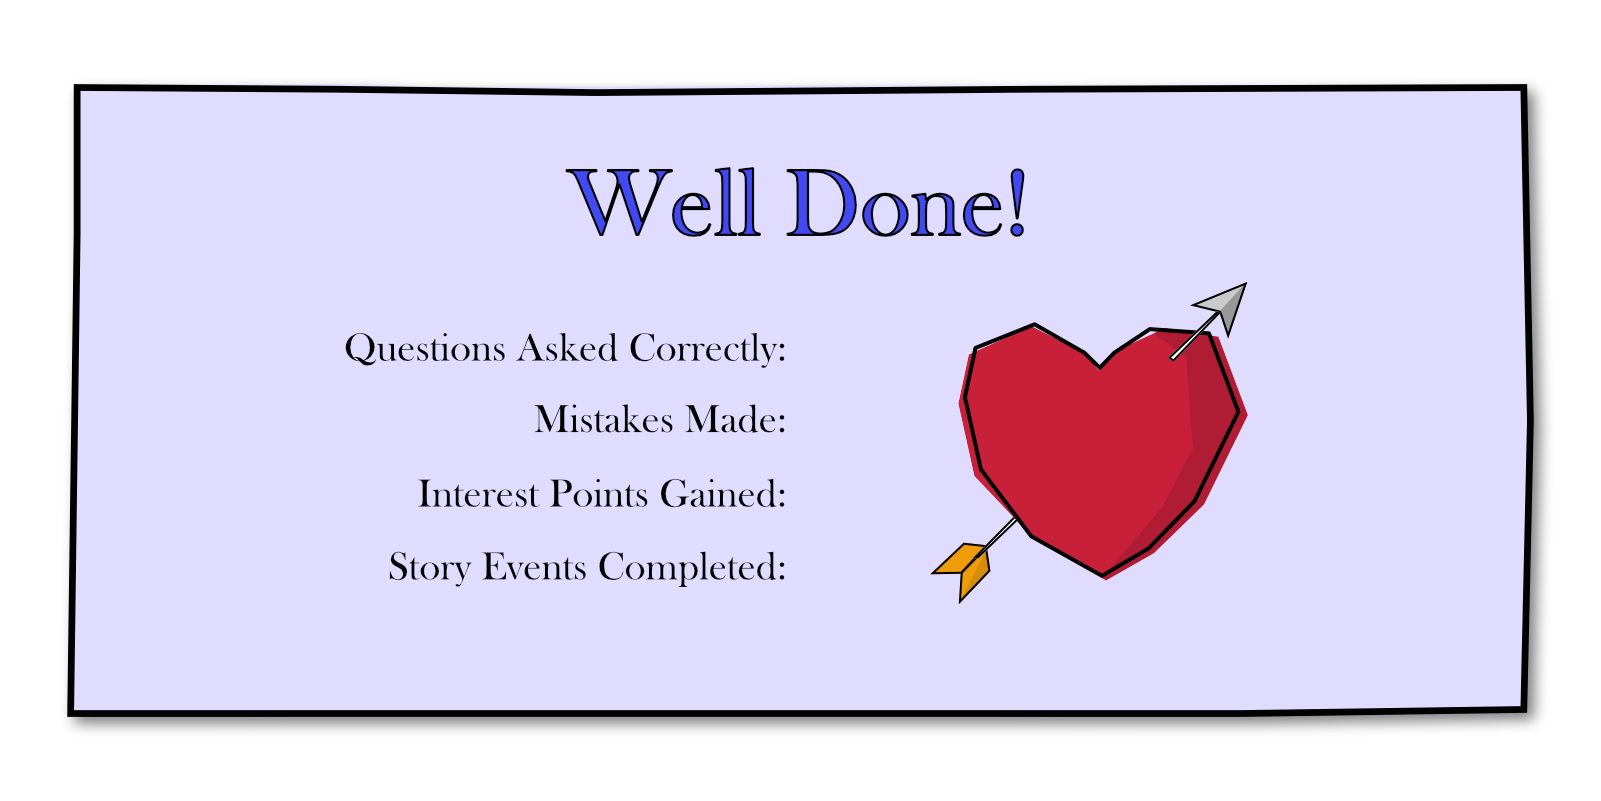 Well Done!
Questions Asked Correctly:
Mistakes Made:
Interest Points Gained:
Story Events Completed: